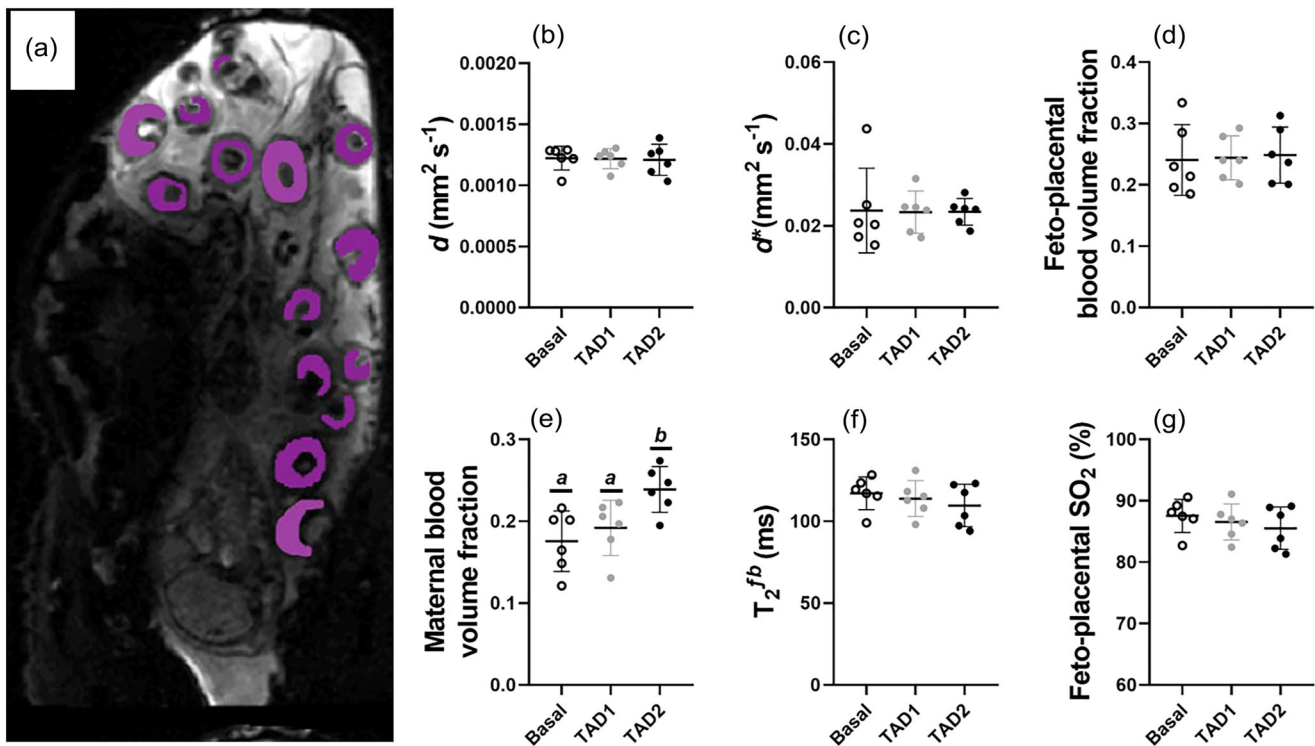 (a)
(b)
0.0020
0.0015
0.0010
0.0005
0.0000
d (mm² s⁻¹)
Basal
TAD1
TAD2
(c)
0.06
0.04
0.02
0.00
d*(mm² s⁻¹)
Basal
TAD1
TAD2
(d)
0.4
0.3
0.2
0.1
0.0
Feto-placental
blood volume fraction
Basal
TAD1
TAD2
(e)
0.3
0.2
0.1
0.0
Maternal blood
volume fraction
a
a
b
Basal
TAD1
TAD2
(f)
150
100
50
0
T₂ᶠᵇ (ms)
Basal
TAD1
TAD2
(g)
100
90
80
70
60
Feto-placental SO₂ (%)
Basal
TAD1
TAD2